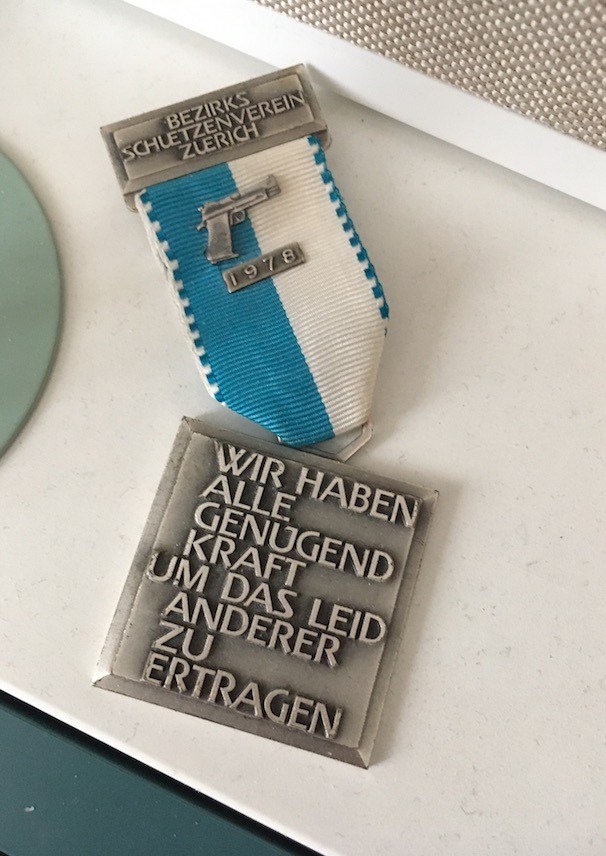 BEZIRKS
SCHUETZENVEREIN
ZUERICH
1978
WIR HABEN
ALLE
GENÜGEND
KRAFT
UM DAS LEID
ANDERER
ZU
ERTRAGEN